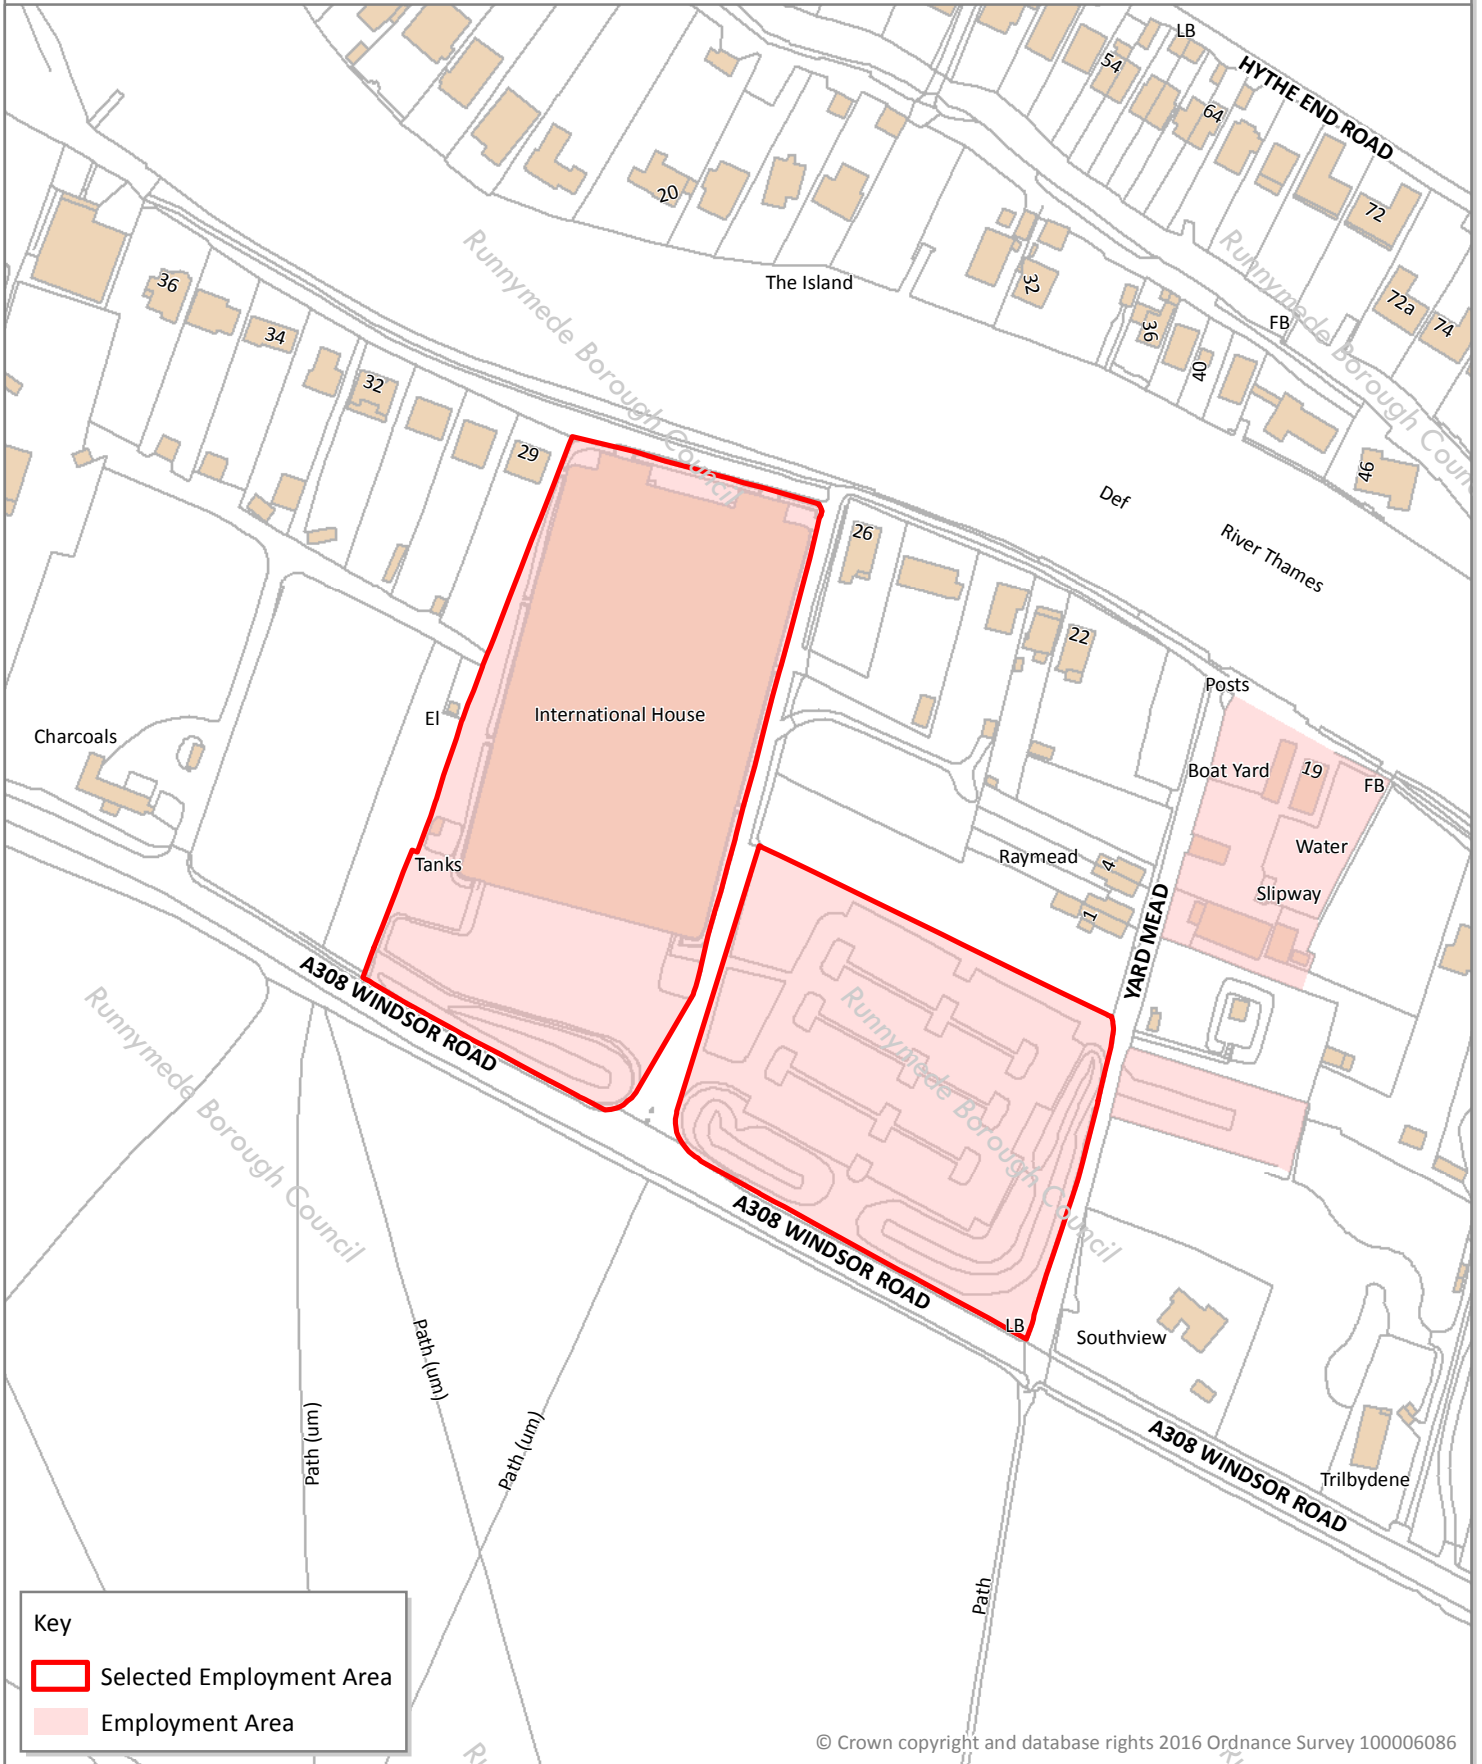 LB
54
HYTHE END ROAD
64
20
72
Runnymede Borough Council
Runnymede Borough Coun
The Island
32
36
72a
74
FB
36
34
40
32
29
46
Def
26
River Thames
22
Posts
El
International House
Charcoals
Boat Yard
19
FB
Water
Tanks
Raymead
4
Slipway
1
YARD MEAD
A308 WINDSOR ROAD
Runnymede Borough Council
Runnymede Borough Council
A308 WINDSOR ROAD
LB
Southview
Path (um)
Path (um)
Path (um)
A308 WINDSOR ROAD
Trilbydene
Path
Key
Selected Employment Area
Employment Area
© Crown copyright and database rights 2016 Ordnance Survey 100006086